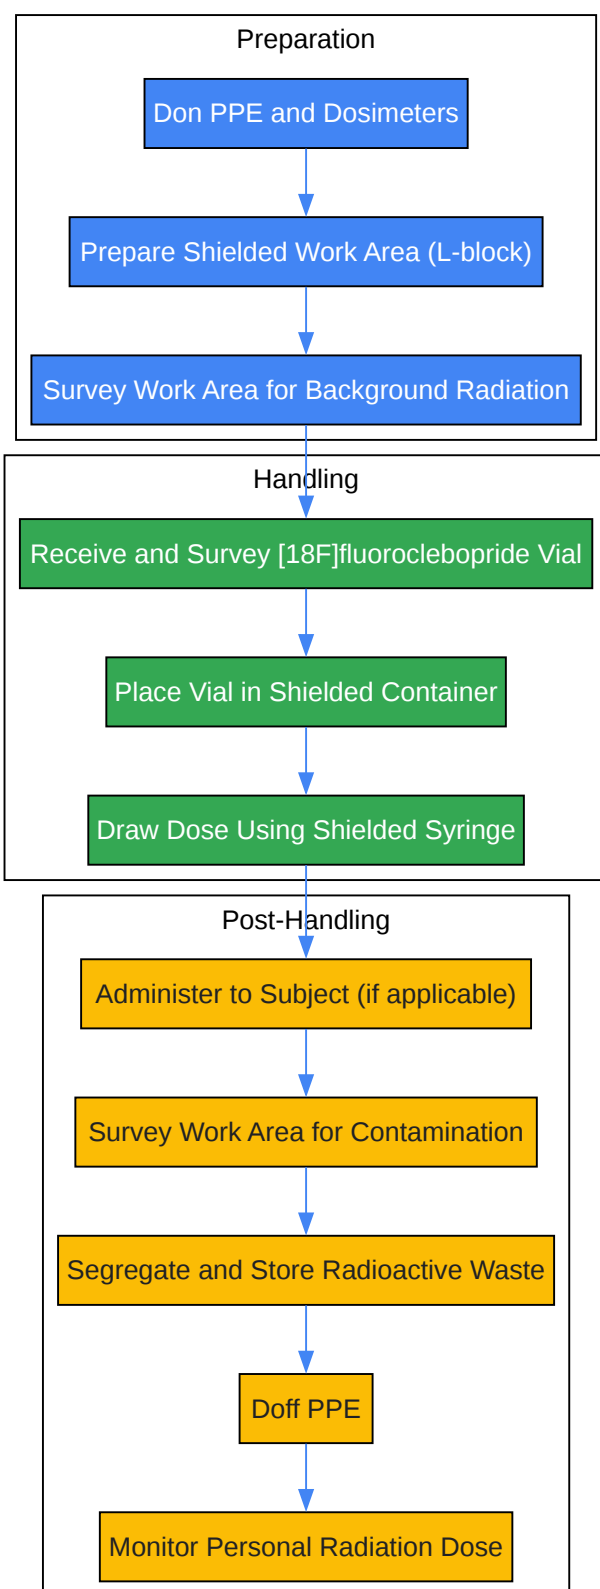 Preparation
Don PPE and Dosimeters
Prepare Shielded Work Area (L-block)
Survey Work Area for Background Radiation
Handling
Receive and Survey [18F]fluoroclebopride Vial
Place Vial in Shielded Container
Draw Dose Using Shielded Syringe
Post-Handling
Administer to Subject (if applicable)
Survey Work Area for Contamination
Segregate and Store Radioactive Waste
Doff PPE
Monitor Personal Radiation Dose